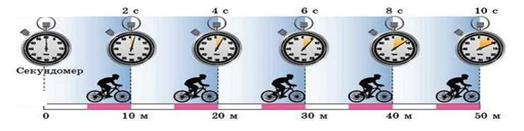 2 с 4 с 6 с 8 с 10 с
Секундомер
0 10 м 20 м 30 м 40 м 50 м